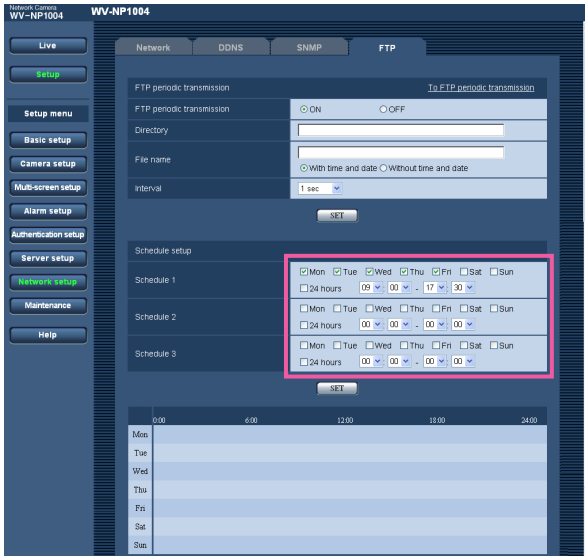 Network Camera
WV-NP1004
WV-NP1004
Live
Setup
Setup menu
Basic setup
Camera setup
Multi-screen setup
Alarm setup
Authentication setup
Server setup
Network setup
Maintenance
Help
Network DDNS SNMP FTP
FTP periodic transmission To FTP periodic transmission
FTP periodic transmission ON OFF
Directory
File name
With time and date Without time and date
Interval 1 sec
SET
Schedule setup
Schedule 1
Mon Tue Wed Thu Fri Sat Sun
24 hours 09 : 00 - 17 : 30
Schedule 2
Mon Tue Wed Thu Fri Sat Sun
24 hours 00 : 00 - 00 : 00
Schedule 3
Mon Tue Wed Thu Fri Sat Sun
24 hours 00 : 00 - 00 : 00
SET
0:00 6:00 12:00 18:00 24:00
Mon
Tue
Wed
Thu
Fri
Sat
Sun